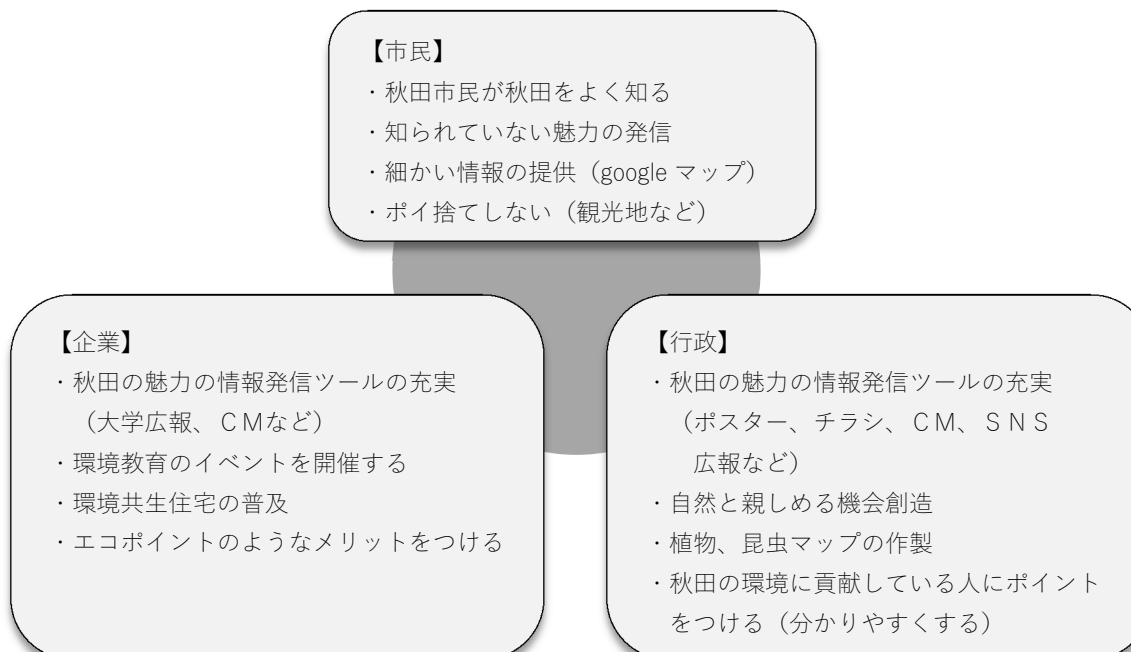 【市民】
・秋田市民が秋田をよく知る
・知られていない魅力の発信
・細かい情報の提供（google マップ）
・ポイ捨てしない（観光地など）
【企業】
・秋田の魅力の情報発信ツールの充実
（大学広報、ＣＭなど）
・環境教育のイベントを開催する
・環境共生住宅の普及
・エコポイントのようなメリットをつける
【行政】
・秋田の魅力の情報発信ツールの充実
（ポスター、チラシ、ＣＭ、ＳＮＳ
広報など）
・自然と親しめる機会創造
・植物、昆虫マップの作製
・秋田の環境に貢献している人にポイント
をつける（分かりやすくする）